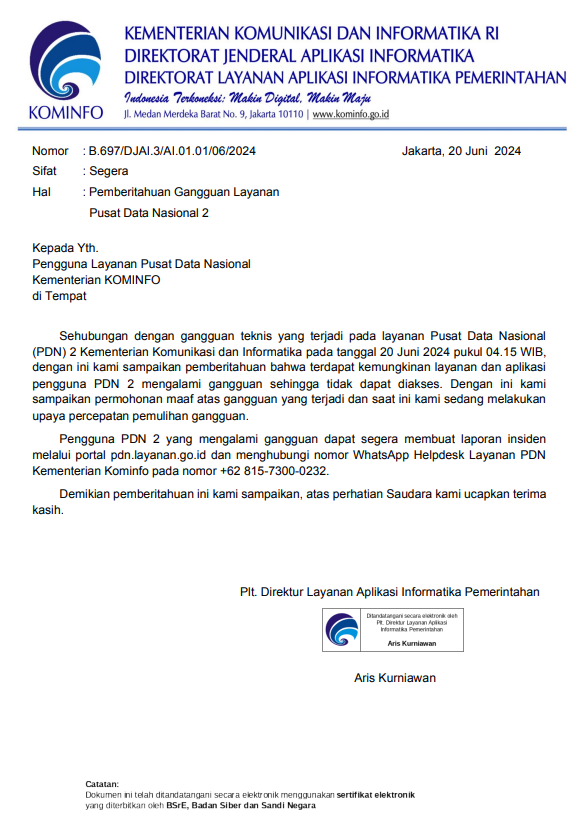 KEMENTERIAN KOMUNIKASI DAN INFORMATIKA RI
DIREKTORAT JENDERAL APLIKASI INFORMATIKA
DIREKTORAT LAYANAN APLIKASI INFORMATIKA PEMERINTAHAN
Indonesia Terkoneksi: Makin Digital, Makin Maju
Jl. Medan Merdeka Barat No. 9, Jakarta 10110 | www.kominfo.go.id
KOMINFO
Nomor : B.697/DJAI.3/AI.01.01/06/2024 Jakarta, 20 Juni 2024
Sifat : Segera
Hal : Pemberitahuan Gangguan Layanan
Pusat Data Nasional 2
Kepada Yth.
Pengguna Layanan Pusat Data Nasional
Kementerian KOMINFO
di Tempat
Sehubungan dengan gangguan teknis yang terjadi pada layanan Pusat Data Nasional
(PDN) 2 Kementerian Komunikasi dan Informatika pada tanggal 20 Juni 2024 pukul 04.15 WIB,
dengan ini kami sampaikan pemberitahuan bahwa terdapat kemungkinan layanan dan aplikasi
pengguna PDN 2 mengalami gangguan sehingga tidak dapat diakses. Dengan ini kami
sampaikan permohonan maaf atas gangguan yang terjadi dan saat ini kami sedang melakukan
upaya percepatan pemulihan gangguan.
Pengguna PDN 2 yang mengalami gangguan dapat segera membuat laporan insiden
melalui portal pdn.layanan.go.id dan menghubungi nomor WhatsApp Helpdesk Layanan PDN
Kementerian Kominfo pada nomor +62 815-7300-0232.
Demikian pemberitahuan ini kami sampaikan, atas perhatian Saudara kami ucapkan terima
kasih.
Plt. Direktur Layanan Aplikasi Informatika Pemerintahan
Ditandatangani secara elektronik oleh
Plt. Direktur Layanan Aplikasi
Informatika Pemerintahan
Aris Kurniawan
Aris Kurniawan
Catatan:
Dokumen ini telah ditandatangani secara elektronik menggunakan sertifikat elektronik
yang diterbitkan oleh BSrE, Badan Siber dan Sandi Negara